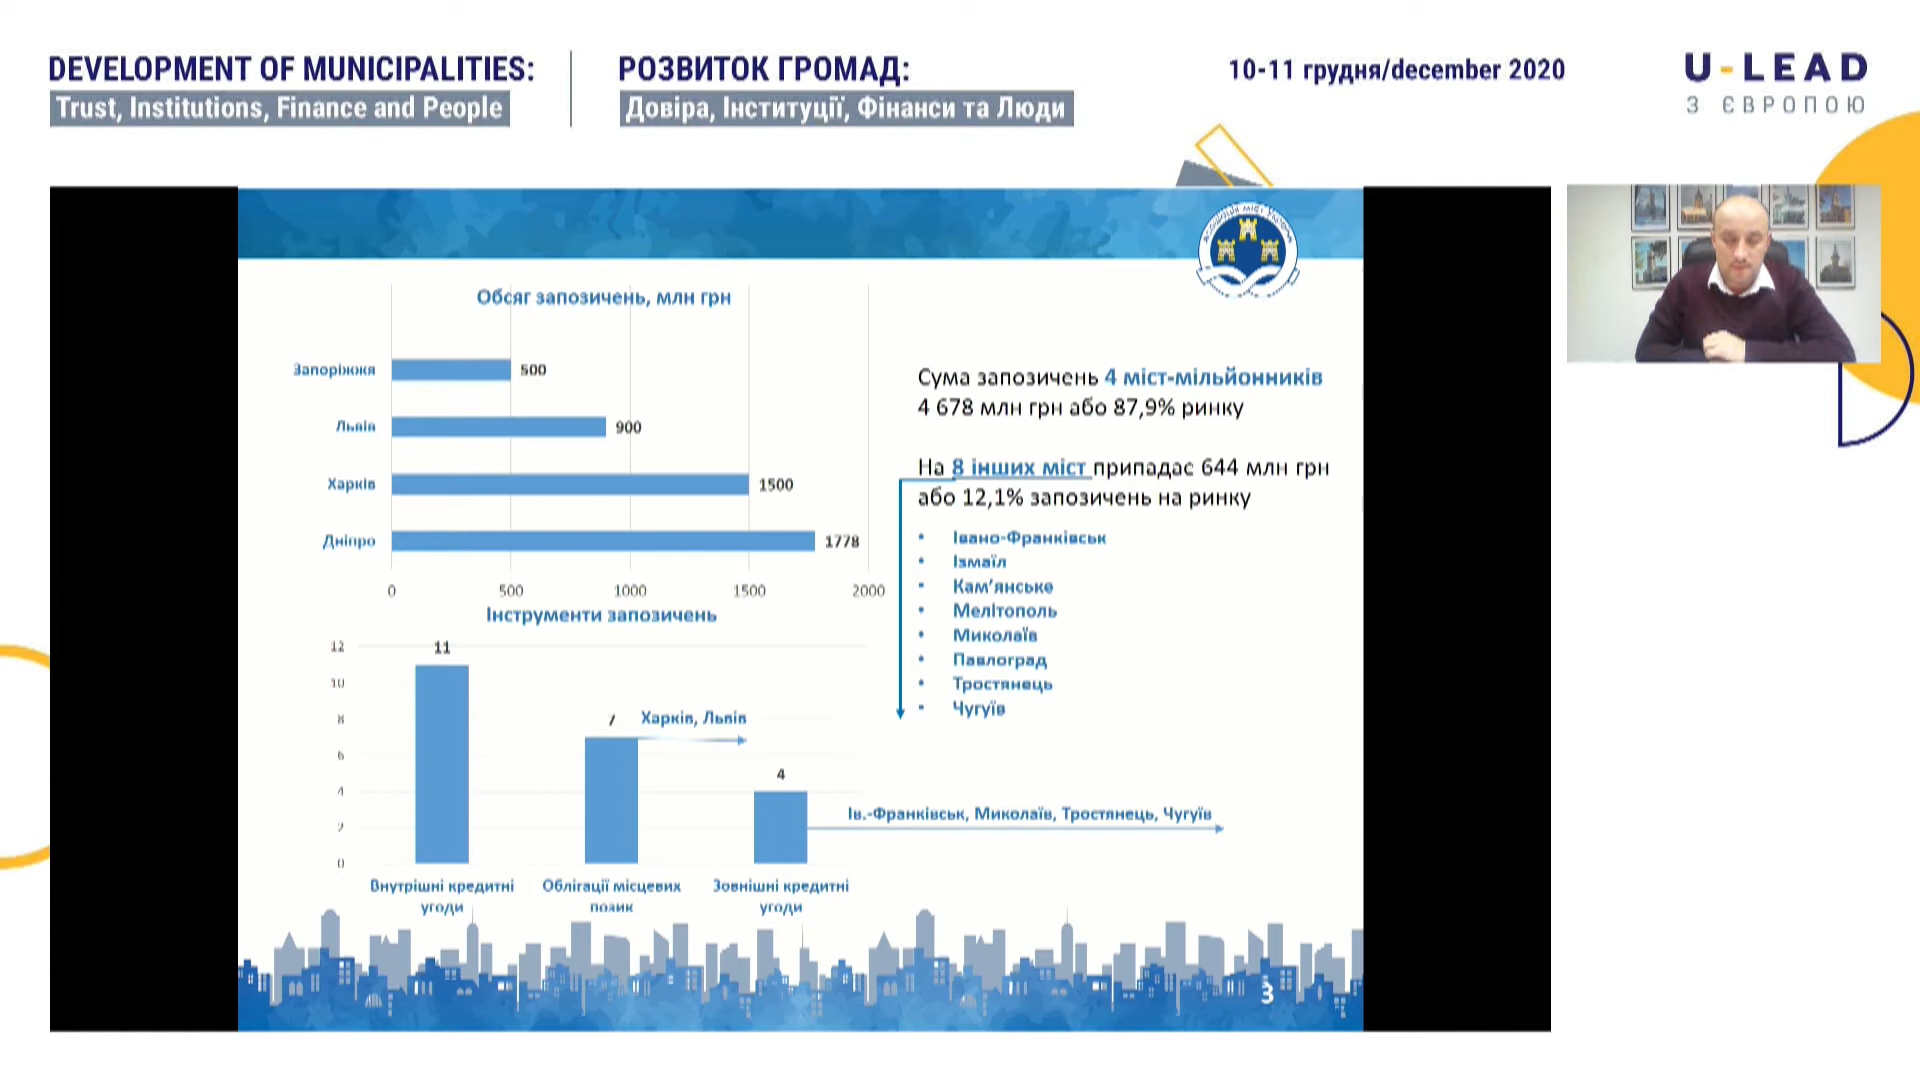 DEVELOPMENT OF MUNICIPALITIES:
Trust, Institutions, Finance and People
РОЗВИТОК ГРОМАД:
Довіра, Інституції, Фінанси та Люди
10-11 грудня/december 2020
U-LEAD
З ЄВРОПОЮ
Обсяг запозичень, млн грн
Запоріжжя 500
Львів 900
Харків 1500
Дніпро 1778
0 500 1000 1500 2000
Сума запозичень 4 міст-мільйонників
4 678 млн грн або 87,9% ринку
На 8 інших міст припадає 644 млн грн
або 12,1% запозичень на ринку
• Івано-Франківськ
• Ізмаїл
• Кам’янське
• Мелітополь
• Миколаїв
• Павлоград
• Тростянець
• Чугуїв
Інструменти запозичень
12
10
8
6
4
2
0
11
7
4
Харків, Львів
Ів.-Франківськ, Миколаїв, Тростянець, Чугуїв
Внутрішні кредитні
угоди
Облігації місцевих
позик
Зовнішні кредитні
угоди
3